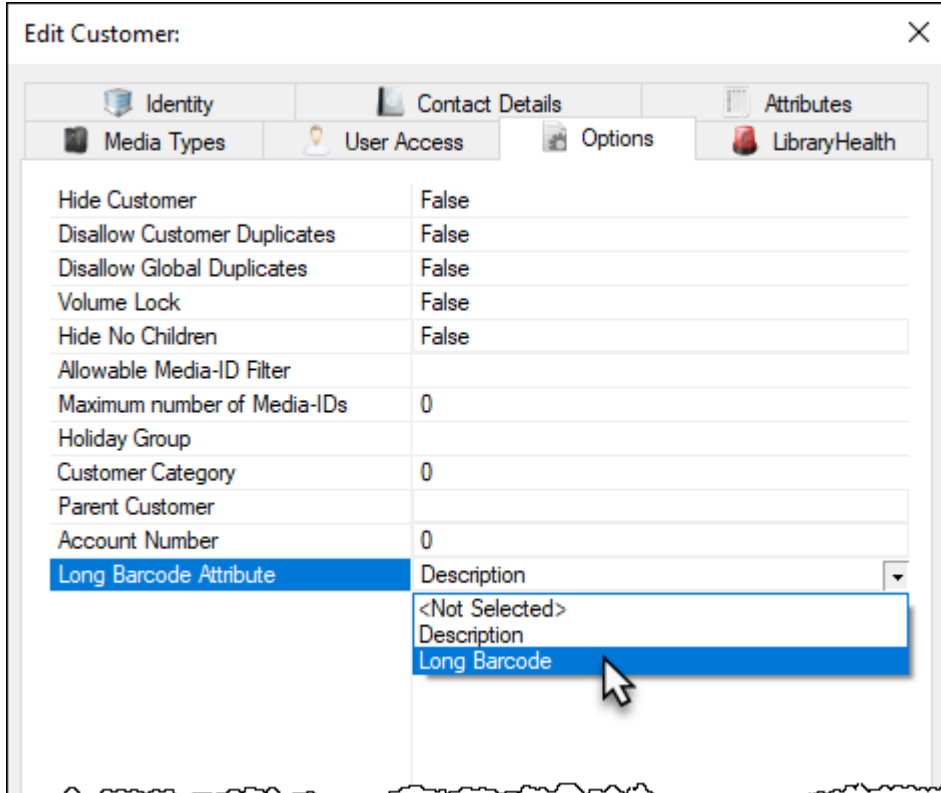 Edit Customer:
Identity Contact Details Attributes
Media Types User Access Options LibraryHealth
Hide Customer False
Disallow Customer Duplicates False
Disallow Global Duplicates False
Volume Lock False
Hide No Children False
Allowable Media-ID Filter
Maximum number of Media-IDs 0
Holiday Group
Customer Category 0
Parent Customer
Account Number 0
Long Barcode Attribute Description
<Not Selected>
Description
Long Barcode